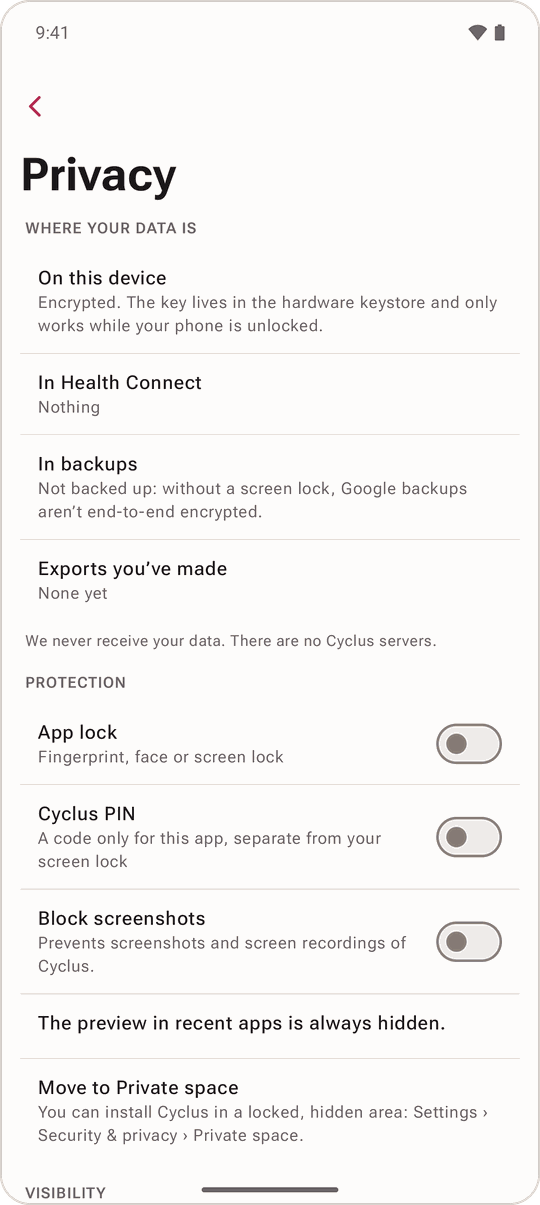 9:41
Privacy
WHERE YOUR DATA IS
On this device
Encrypted. The key lives in the hardware keystore and only
works while your phone is unlocked.
In Health Connect
Nothing
In backups
Not backed up: without a screen lock, Google backups
aren’t end-to-end encrypted.
Exports you’ve made
None yet
We never receive your data. There are no Cyclus servers.
PROTECTION
App lock
Fingerprint, face or screen lock
Cyclus PIN
A code only for this app, separate from your
screen lock
Block screenshots
Prevents screenshots and screen recordings of
Cyclus.
The preview in recent apps is always hidden.
Move to Private space
You can install Cyclus in a locked, hidden area: Settings ›
Security & privacy › Private space.
VISIBILITY